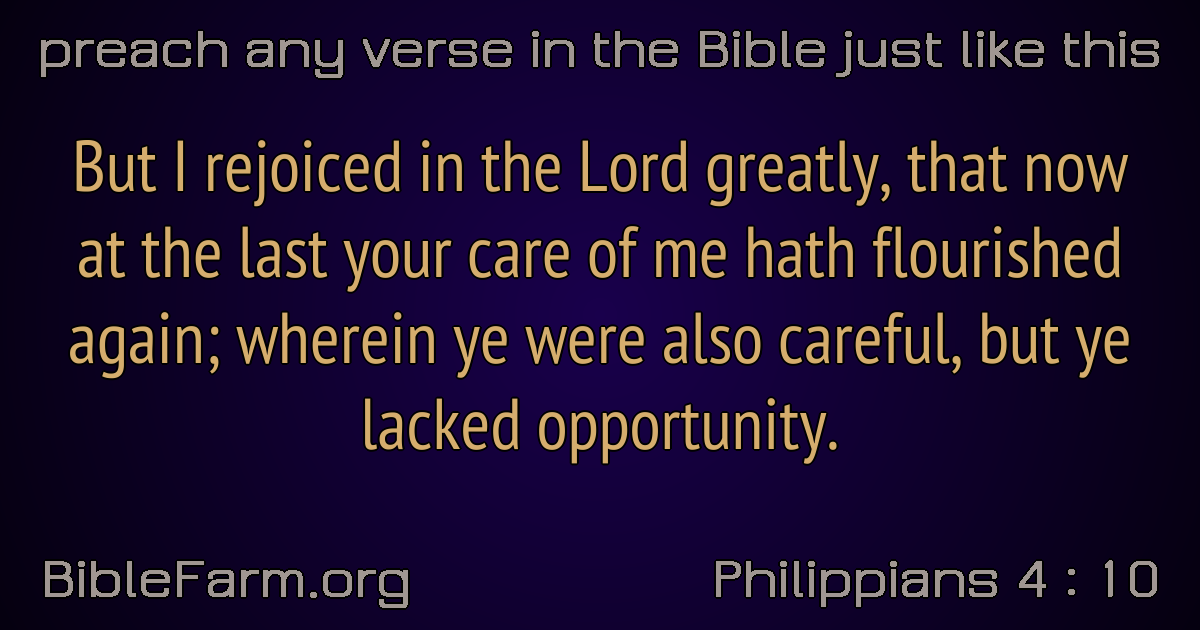 preach any verse in the Bible just like this
But I rejoiced in the Lord greatly, that now
at the last your care of me hath flourished
again; wherein ye were also careful, but ye
lacked opportunity.
BibleFarm.org
Philippians 4 : 10